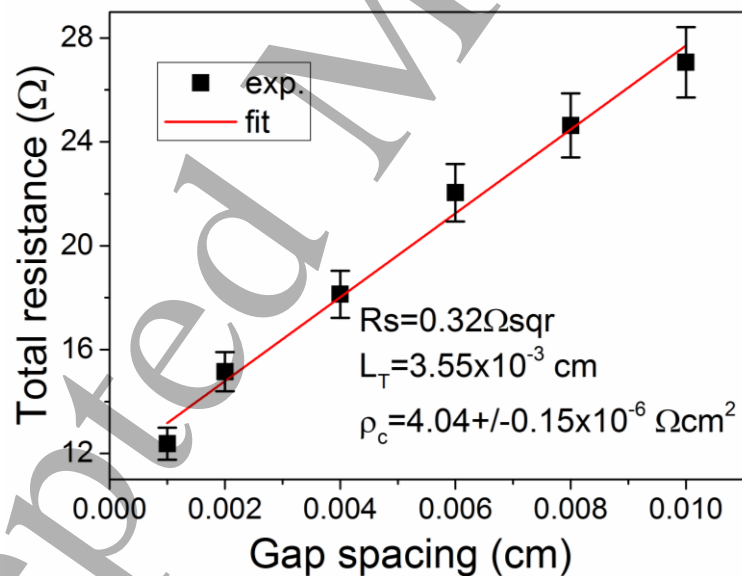 28
24
20
16
12
Total resistance (Ω)
exp.
fit
Rs=0.32Ωsqr
L_T=3.55x10⁻³ cm
ρ_c=4.04+/-0.15x10⁻⁶ Ωcm²
0.000 0.002 0.004 0.006 0.008 0.010
Gap spacing (cm)
epted M